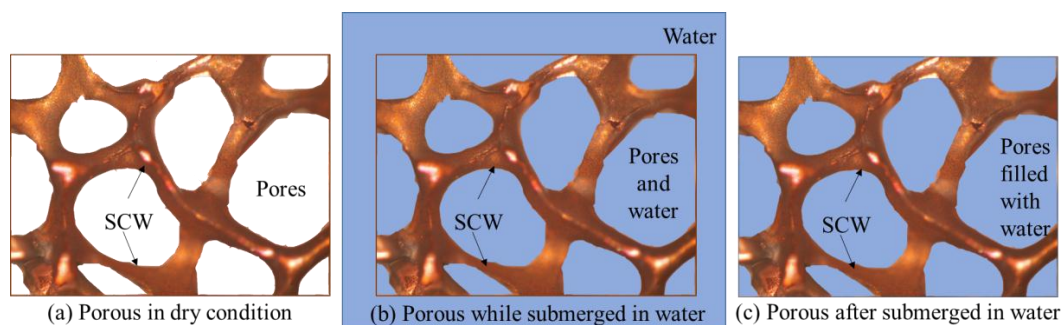 Pores
SCW
(a) Porous in dry condition
Water
Pores
and
water
SCW
(b) Porous while submerged in water
Pores
filled
with
water
SCW
(c) Porous after submerged in water